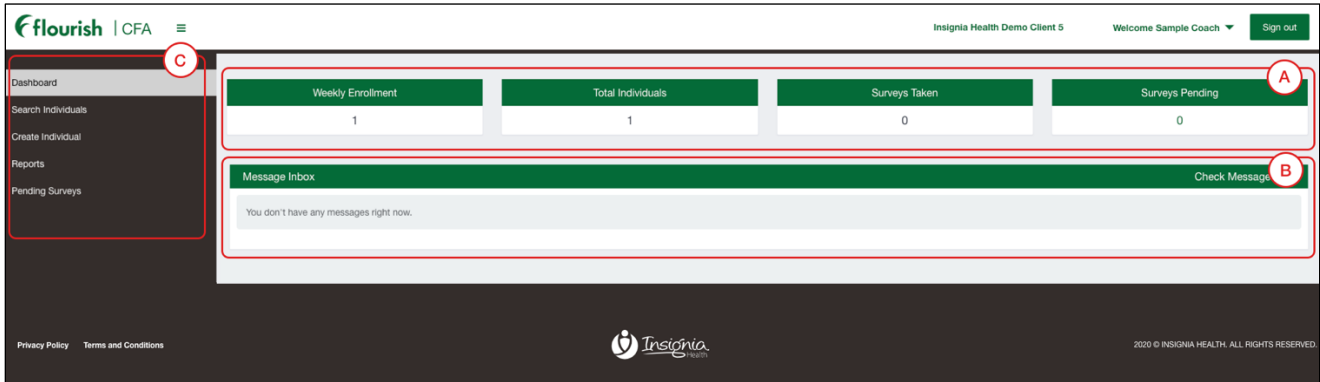 flourish | CFA
Insignia Health Demo Client 5
Welcome Sample Coach
Sign out
C
Dashboard
Search Individuals
Create Individual
Reports
Pending Surveys
A
Weekly Enrollment
Total Individuals
Surveys Taken
Surveys Pending
1
1
0
0
B
Message Inbox
Check Message
You don't have any messages right now.
Privacy Policy
Terms and Conditions
Insignia
Health
2020 © INSIGNIA HEALTH. ALL RIGHTS RESERVED.